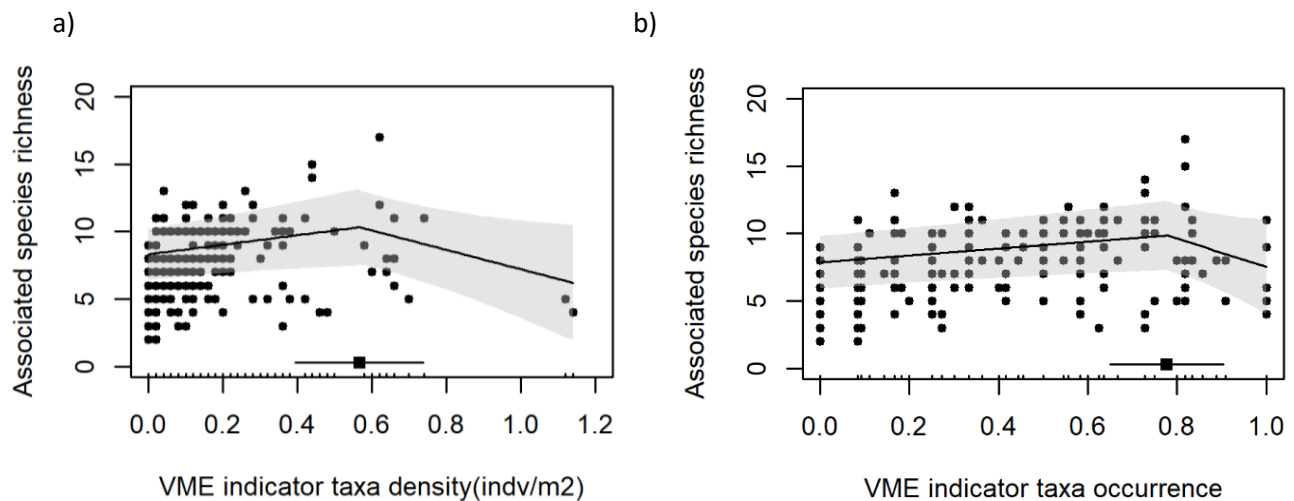 a)
Associated species richness
20
15
10
5
0
0.0 0.2 0.4 0.6 0.8 1.0 1.2
VME indicator taxa density(indv/m2)
b)
Associated species richness
20
15
10
5
0
0.0 0.2 0.4 0.6 0.8 1.0
VME indicator taxa occurrence